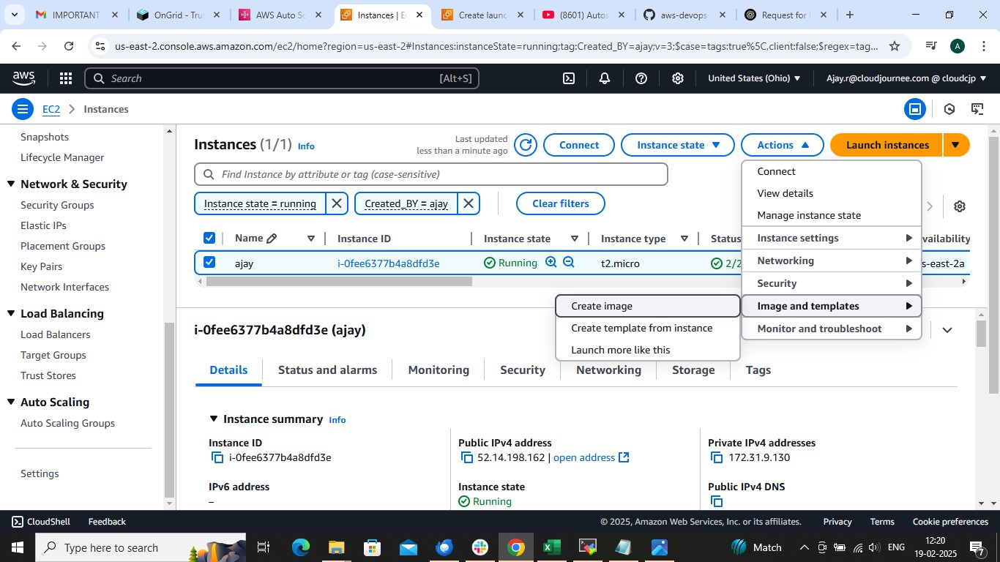 IMPORTANT
OnGrid - Tru
AWS Auto Sc
Instances | E
Create launc
(8601) Autos
aws-devops-
Request for
us-east-2.console.aws.amazon.com/ec2/home?region=us-east-2#Instances:instanceState=running;tag:Created_BY=ajay;v=3;$case=tags:true%5C,client:false;$regex=tag...
A
aws
Search
[Alt+S]
United States (Ohio)
Ajay.r@cloudjournee.com @ cloudcjp
EC2
Instances
Snapshots
Lifecycle Manager
Network & Security
Security Groups
Elastic IPs
Placement Groups
Key Pairs
Network Interfaces
Load Balancing
Load Balancers
Target Groups
Trust Stores
Auto Scaling
Auto Scaling Groups
Settings
Instances (1/1) Info
Last updated
less than a minute ago
Connect
Instance state
Actions
Launch instances
Find Instance by attribute or tag (case-sensitive)
Instance state = running
Created_BY = ajay
Clear filters
Name
Instance ID
Instance state
Instance type
Status
vailability
ajay
i-0fee6377b4a8dfd3e
Running
t2.micro
2/2
s-east-2a
Connect
View details
Manage instance state
Instance settings
Networking
Security
Image and templates
Monitor and troubleshoot
Create image
Create template from instance
Launch more like this
i-0fee6377b4a8dfd3e (ajay)
Details
Status and alarms
Monitoring
Security
Networking
Storage
Tags
Instance summary Info
Instance ID
i-0fee6377b4a8dfd3e
Public IPv4 address
52.14.198.162 | open address
Private IPv4 addresses
172.31.9.130
IPv6 address
–
Instance state
Running
Public IPv4 DNS
CloudShell
Feedback
© 2025, Amazon Web Services, Inc. or its affiliates.
Privacy
Terms
Cookie preferences
Type here to search
Match
ENG
12:20
19-02-2025
7